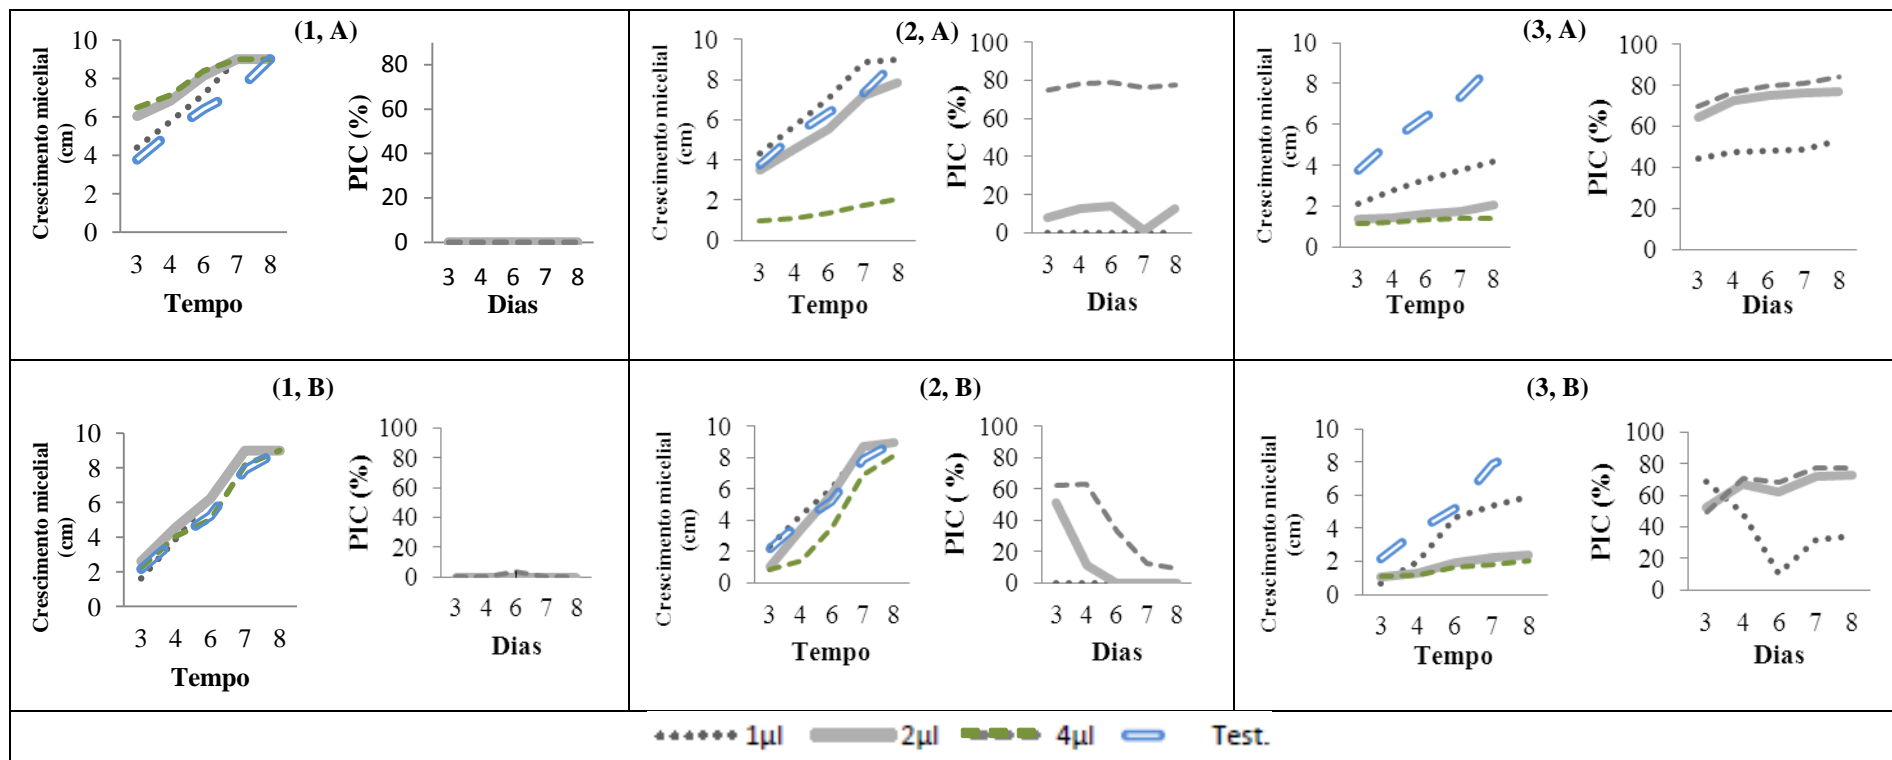 (1, A)
Crescimento micelial
(cm)
10
8
6
4
2
0
3 4 6 7 8
Tempo
PIC (%)
80
60
40
20
0
3 4 6 7 8
Dias
(2, A)
Crescimento micelial
(cm)
10
8
6
4
2
0
3 4 6 7 8
Tempo
PIC (%)
100
80
60
40
20
0
3 4 6 7 8
Dias
(3, A)
Crescimento micelial
(cm)
10
8
6
4
2
0
3 4 6 7 8
Tempo
PIC (%)
100
80
60
40
20
0
3 4 6 7 8
Dias
(1, B)
Crescimento micelial
(cm)
10
8
6
4
2
0
3 4 6 7 8
Tempo
PIC (%)
100
80
60
40
20
0
3 4 6 7 8
Dias
(2, B)
Crescimento micelial
(cm)
10
8
6
4
2
0
3 4 6 7 8
Tempo
PIC ( %)
100
80
60
40
20
0
3 4 6 7 8
Dias
(3, B)
Crescimento micelial
(cm)
10
8
6
4
2
0
3 4 6 7 8
Tempo
PIC (%)
100
80
60
40
20
0
3 4 6 7 8
Dias
1µl 2µl 4µl Test.